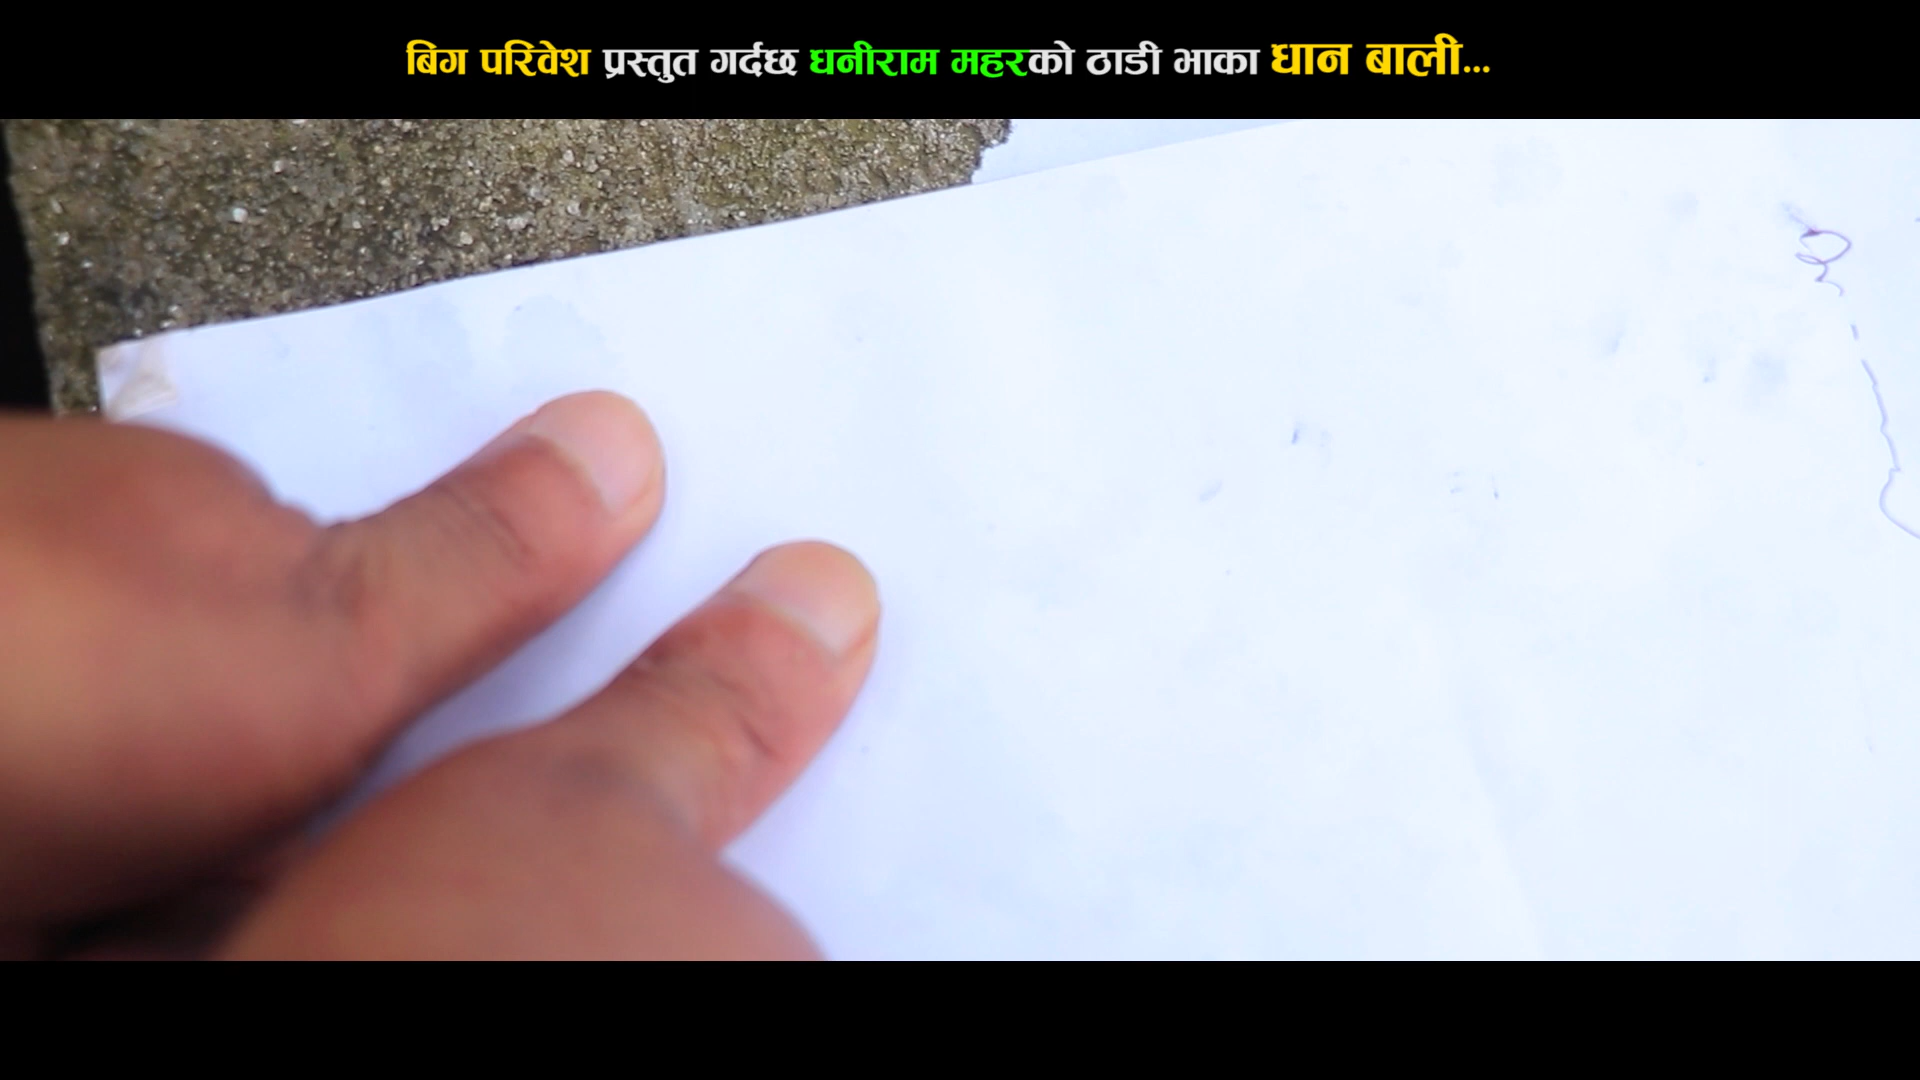 बिग परिवेश प्रस्तुत गर्दछ धनीराम महरको ठाडी भाका धान बाली...